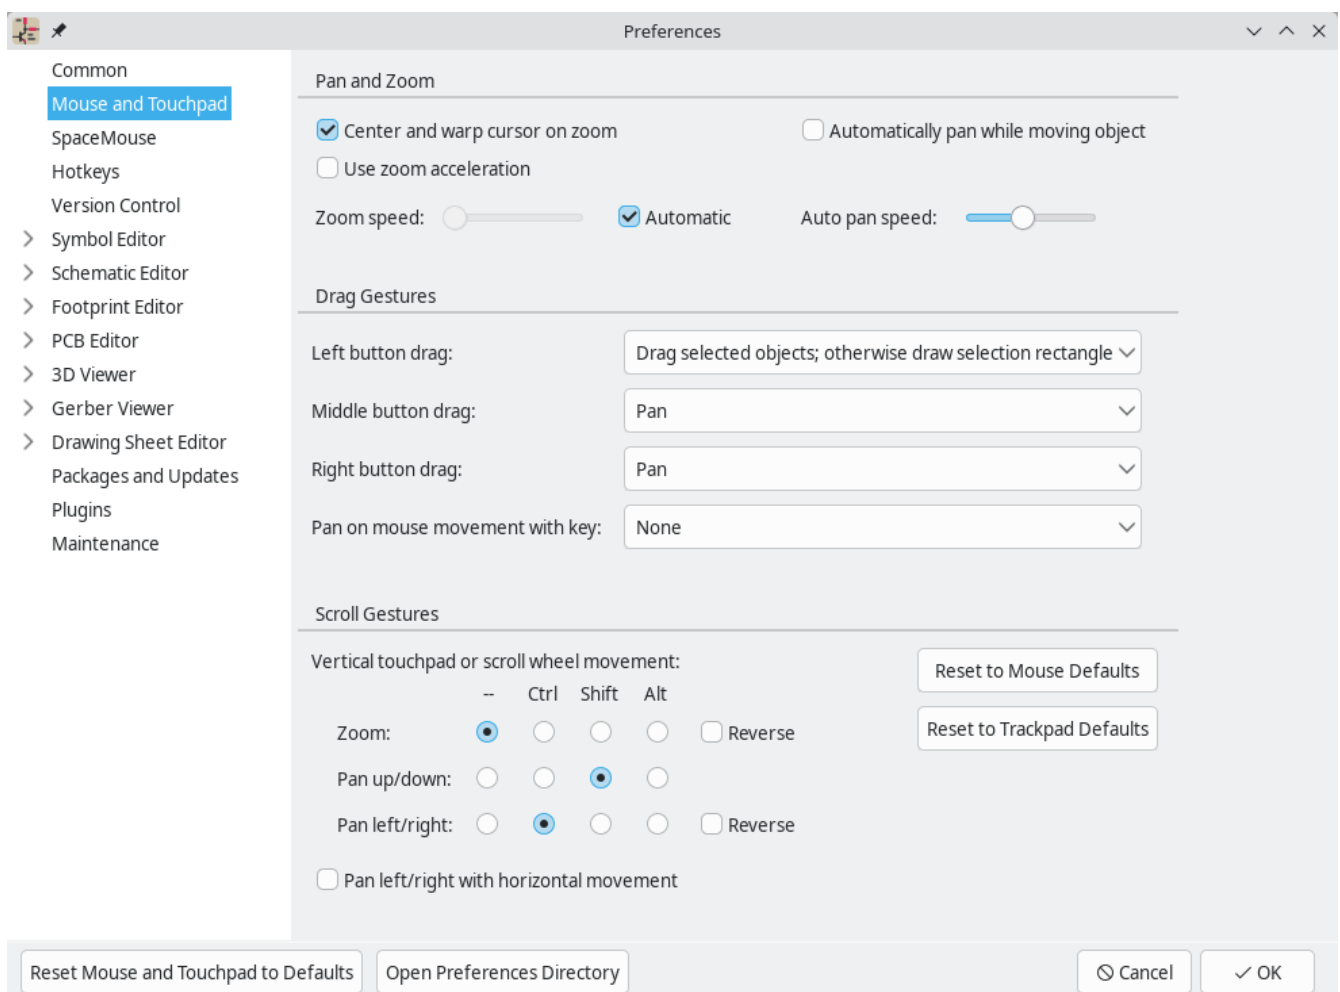 Preferences
Common
Mouse and Touchpad
SpaceMouse
Hotkeys
Version Control
Symbol Editor
Schematic Editor
Footprint Editor
PCB Editor
3D Viewer
Gerber Viewer
Drawing Sheet Editor
Packages and Updates
Plugins
Maintenance
Pan and Zoom
Center and warp cursor on zoom
Automatically pan while moving object
Use zoom acceleration
Zoom speed:
Automatic
Auto pan speed:
Drag Gestures
Left button drag:
Drag selected objects; otherwise draw selection rectangle
Middle button drag:
Pan
Right button drag:
Pan
Pan on mouse movement with key:
None
Scroll Gestures
Vertical touchpad or scroll wheel movement:
-- Ctrl Shift Alt
Zoom:
Reverse
Pan up/down:
Pan left/right:
Reverse
Pan left/right with horizontal movement
Reset to Mouse Defaults
Reset to Trackpad Defaults
Reset Mouse and Touchpad to Defaults
Open Preferences Directory
Cancel
OK